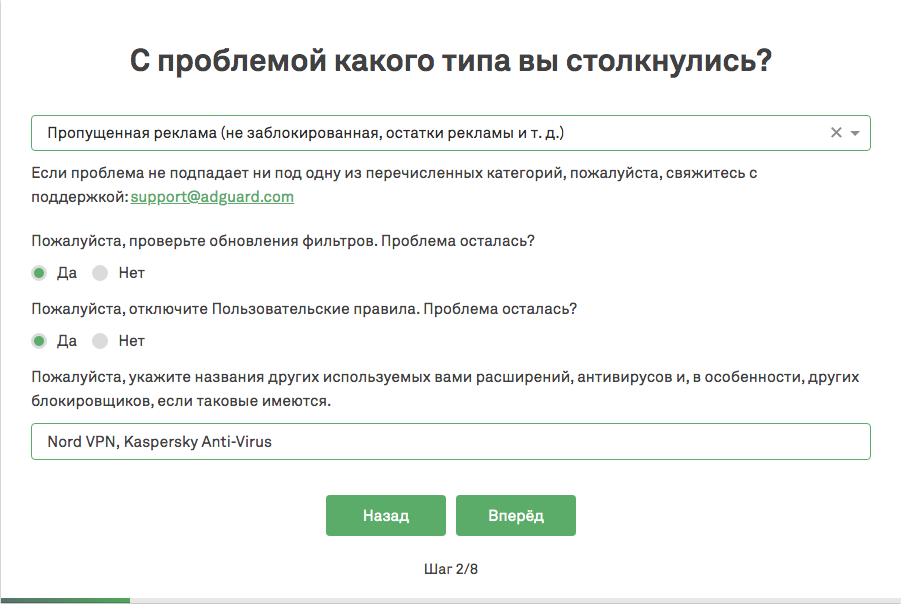 С проблемой какого типа вы столкнулись?
Пропущенная реклама (не заблокированная, остатки рекламы и т. д.)
Если проблема не подпадает ни под одну из перечисленных категорий, пожалуйста, свяжитесь с
поддержкой: support@adguard.com
Пожалуйста, проверьте обновления фильтров. Проблема осталась?
Да Нет
Пожалуйста, отключите Пользовательские правила. Проблема осталась?
Да Нет
Пожалуйста, укажите названия других используемых вами расширений, антивирусов и, в особенности, других
блокировщиков, если таковые имеются.
Nord VPN, Kaspersky Anti-Virus
Назад Вперёд
Шаг 2/8